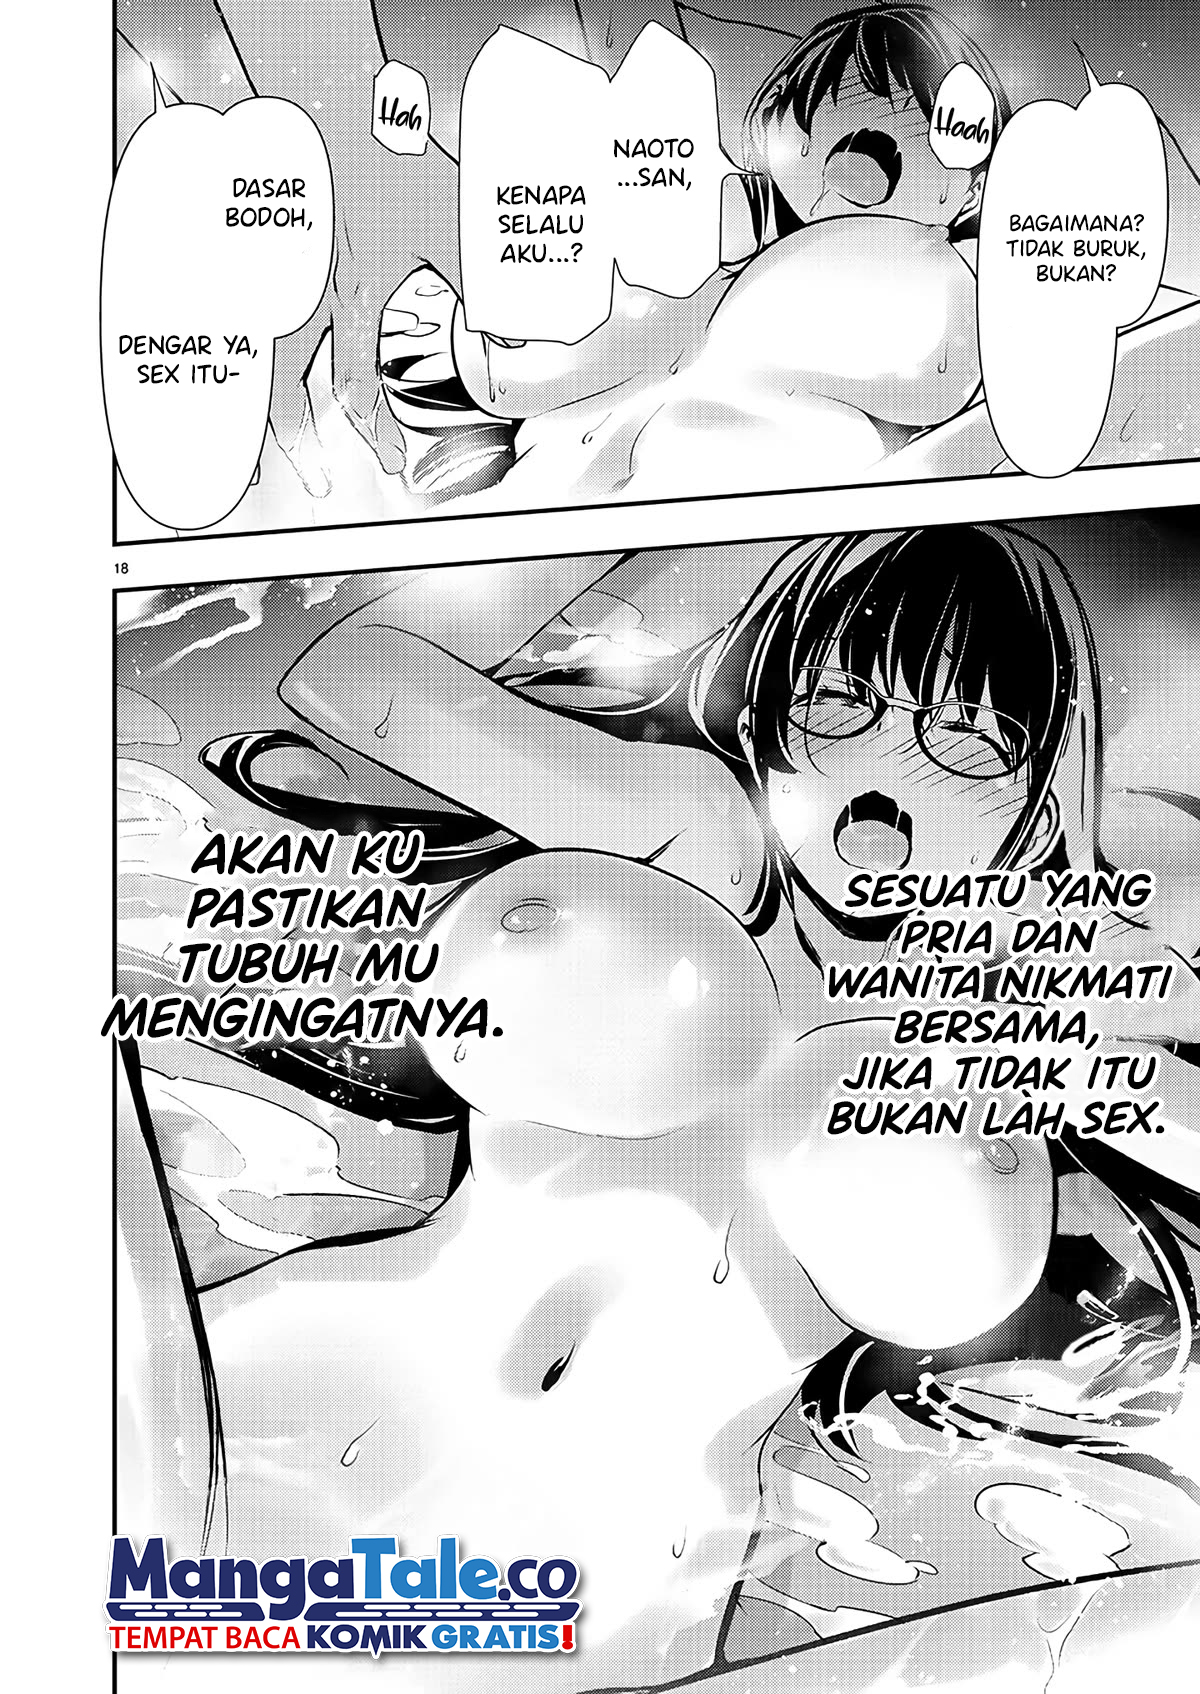 BAGAIMANA?
TIDAK BURUK,
BUKAN?
Haah
NAOTO
...SAN,
KENAPA
SELALU
AKU...?
Hah
DASAR
BODOH,
DENGAR YA,
SEX ITU-
18
SESUATU YANG
PRIA DAN
WANITA NIKMATI
BERSAMA,
JIKA TIDAK ITU
BUKAN LÀH SEX.
AKAN KU
PASTIKAN
TUBUH MU
MENGINGATNYA.
MangaTale.co
TEMPAT BACA KOMIK GRATIS!